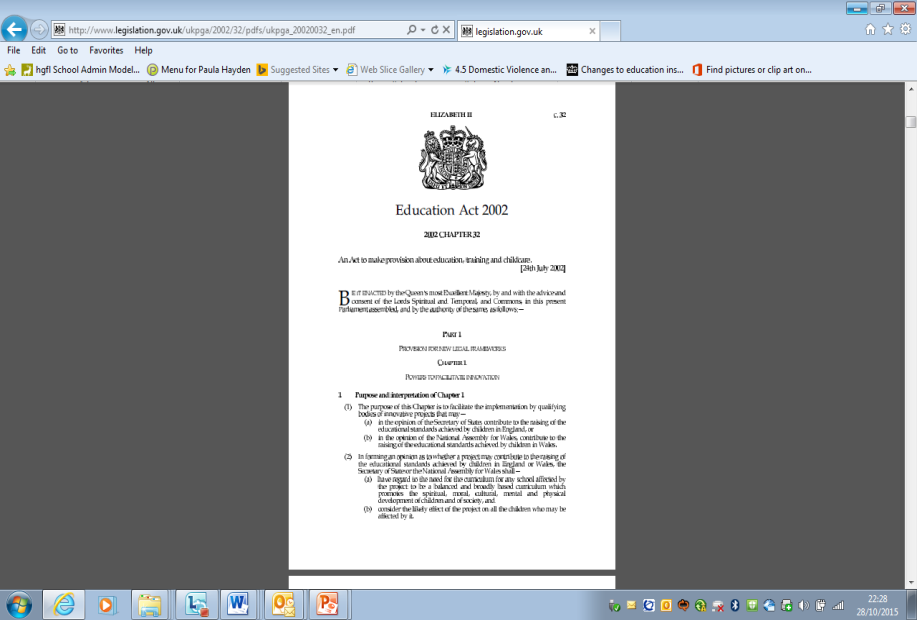 http://www.legislation.gov.uk/ukpga/2002/32/pdfs/ukpga_20020032_en.pdf
legislation.gov.uk
File Edit Go to Favorites Help
hgfl School Admin Model... Menu for Paula Hayden Suggested Sites Web Slice Gallery 4.5 Domestic Violence an... Changes to education ins... Find pictures or clip art on...
ELIZABETH II c. 32
Education Act 2002
2002 CHAPTER 32
An Act to make provision about education, training and childcare.
[24th July 2002]
BE IT ENACTED by the Queen's most Excellent Majesty, by and with the advice and
consent of the Lords Spiritual and Temporal, and Commons, in this present
Parliament assembled, and by the authority of the same, as follows:—
PART 1
PROVISION FOR NEW LEGAL FRAMEWORKS
CHAPTER 1
POWERS TO FACILITATE INNOVATION
1 Purpose and interpretation of Chapter 1
(1) The purpose of this Chapter is to facilitate the implementation by qualifying
bodies of innovative projects that may—
(a) in the opinion of the Secretary of State, contribute to the raising of the
educational standards achieved by children in England, or
(b) in the opinion of the National Assembly for Wales, contribute to the
raising of the educational standards achieved by children in Wales.
(2) In forming an opinion as to whether a project may contribute to the raising of
the educational standards achieved by children in England or Wales, the
Secretary of State or the National Assembly for Wales shall—
(a) have regard to the need for the curriculum for any school affected by
the project to be a balanced and broadly based curriculum which
promotes the spiritual, moral, cultural, mental and physical
development of children and of society, and
(b) consider the likely effect of the project on all the children who may be
affected by it.
22:28
28/10/2015